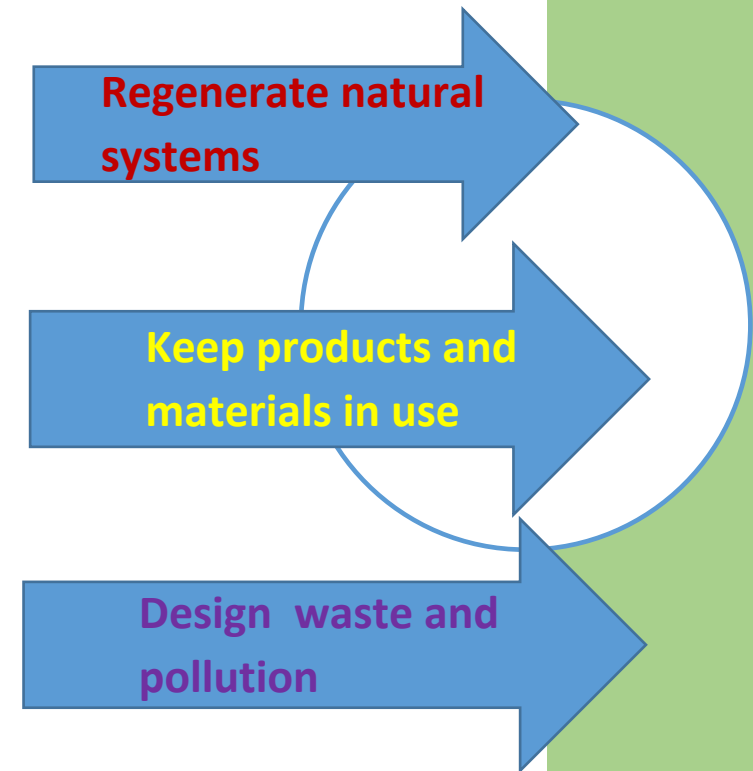 Regenerate natural
systems
Keep products and
materials in use
Design  waste and
pollution